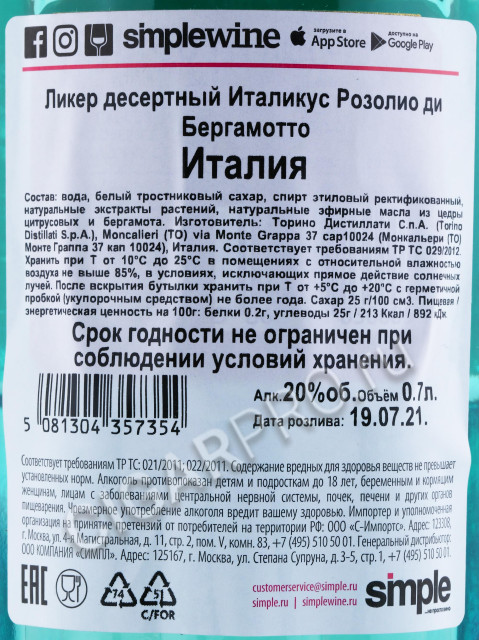 simplewine
App Store
ДОСТУПНО НА
Google Play
Ликер десертный Италикус Розолио ди
Бергамотто
Италия
Состав: вода, белый тростниковый сахар, спирт этиловый ректификованный,
натуральные экстракты растений, натуральные эфирные масла из цедры
цитрусовых и бергамота. Изготовитель: Торино Дистиллати С.п.А. (Torino
Distillati S.p.A.), Moncalieri (TO) via Monte Grappa 37 cap10024 (Монкальери (ТО)
Монте Граппа 37 кап 10024), Италия. Соответствует требованиям ТР ТС 029/2012.
Хранить при Т от 10°С до 25°С в помещениях с относительной влажностью
воздуха не выше 85%, в условиях, исключающих прямое действие солнечных
лучей. После вскрытия бутылки хранить при Т от +5°С до +20°С с герметичной
пробкой (укупорочным средством) не более года. Сахар 25 г/100 см3. Пищевая /
энергетическая ценность на 100г: белки 0.2г, углеводы 25г / 213 Ккал / 892 кДж
Срок годности не ограничен при
соблюдении условий хранения.
Алк.20%об.Объём 0.7л.
Дата розлива: 19.07.21.
5 081304 357354
Соответствует требованиям ТР ТС: 021/2011; 022/2011. Содержание вредных для здоровья веществ не превышает
установленных норм. Алкоголь противопоказан детям и подросткам до 18 лет, беременным и кормящим
женщинам, лицам с заболеваниями центральной нервной системы, почек, печени и других органов
пищеварения. Чрезмерное употребление алкоголя вредит вашему здоровью. Импортер и уполномоченная
организация на принятие претензий от потребителей на территории РФ: ООО «С-Импортс». Адрес: 123308,
г. Москва, ул. 4-я Магистральная, д. 11, стр. 2, пом. V, комн. 83, +7 (495) 510 50 01. Генеральный дистрибьютор:
ООО КОМПАНИЯ «СИМПЛ». Адрес: 125167, г. Москва, ул. Степана Супруна, д. 3-5, стр.1, +7 (495) 510 50 01.
EAC
74
51
C/FOR
customerservice@simple.ru
simple.ru | simplewine.ru
simple
CIGARPRO.ru